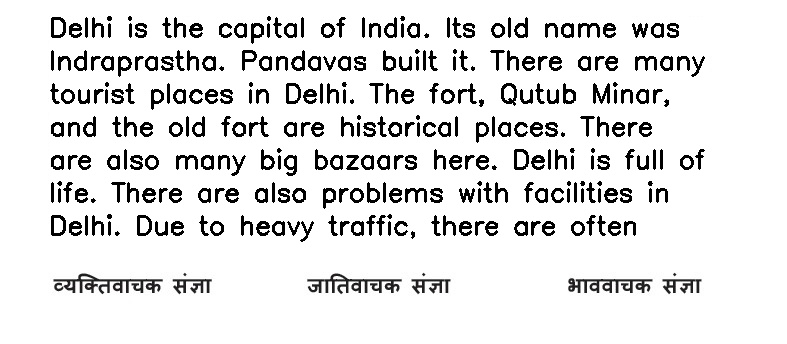 Delhi is the capital of India. Its old name was
Indraprastha. Pandavas built it. There are many
tourist places in Delhi. The fort, Qutub Minar,
and the old fort are historical places. There
are also many big bazaars here. Delhi is full of
life. There are also problems with facilities in
Delhi. Due to heavy traffic, there are often
व्यक्तिवाचक संज्ञा जातिवाचक संज्ञा भाववाचक संज्ञा